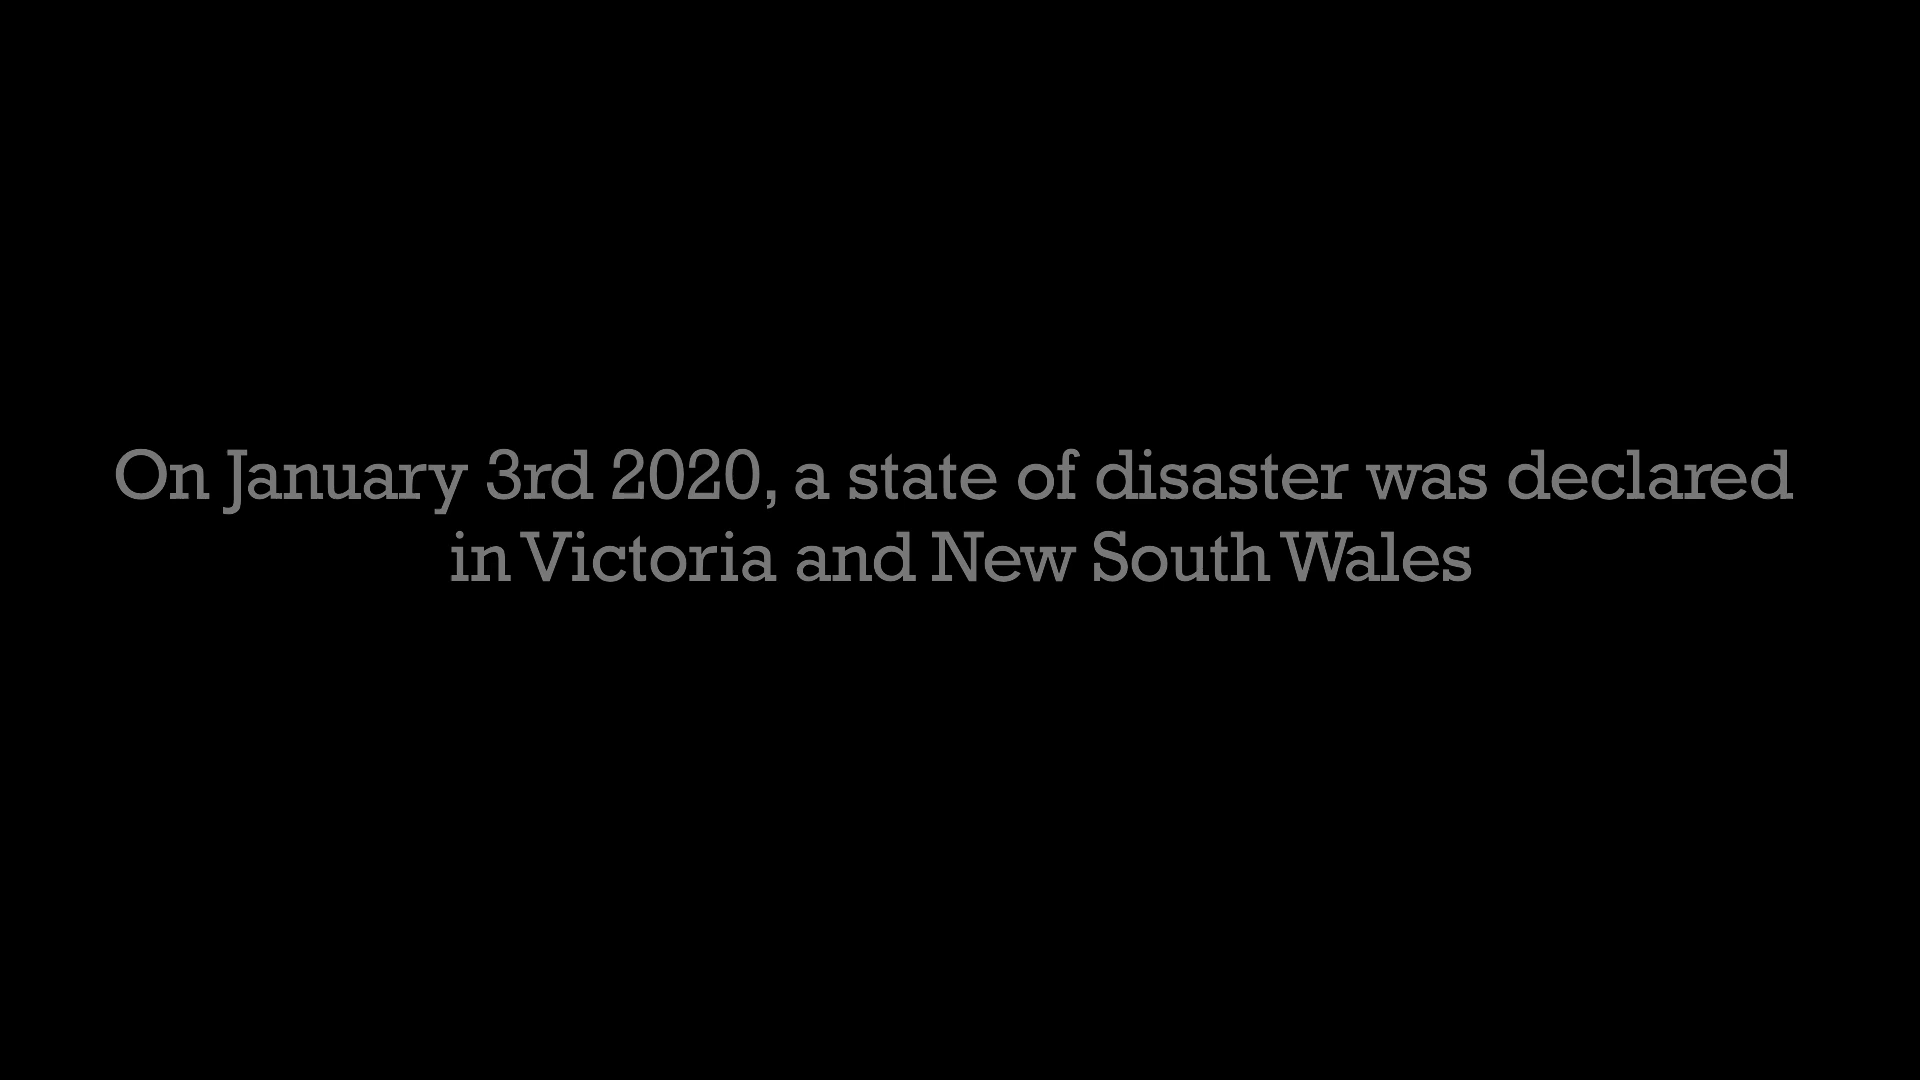 On January 3rd 2020, a state of disaster was declared
in Victoria and New South Wales